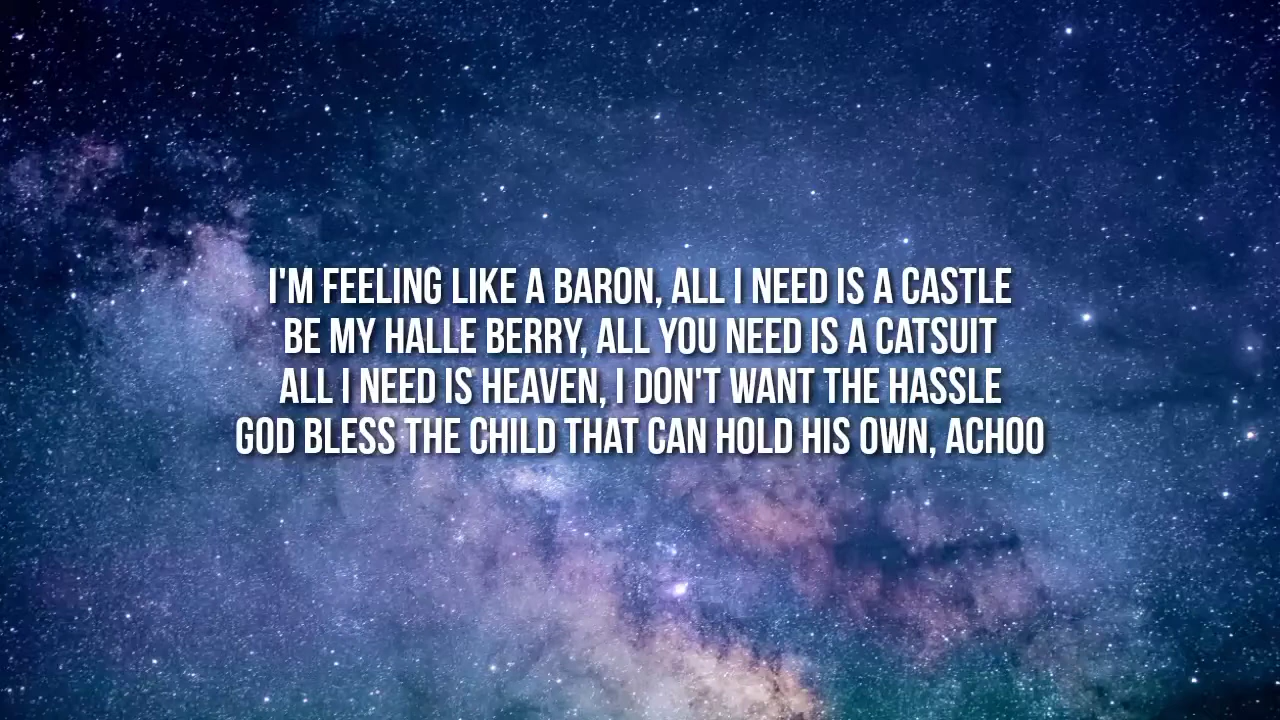 I'M FEELING LIKE A BARON, ALL I NEED IS A CASTLE
BE MY HALLE BERRY, ALL YOU NEED IS A CATSUIT
ALL I NEED IS HEAVEN, I DON'T WANT THE HASSLE
GOD BLESS THE CHILD THAT CAN HOLD HIS OWN, ACHOO